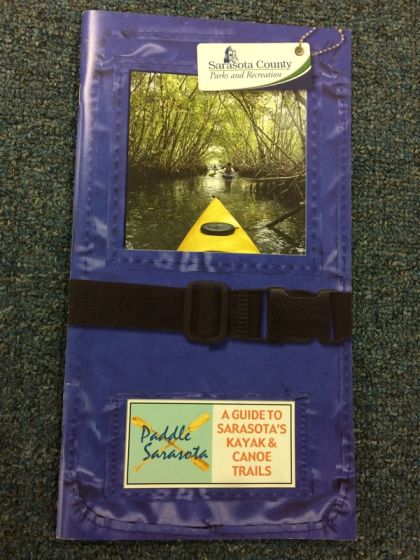 Sarasota County
Parks and Recreation
Paddle
Sarasota
A GUIDE TO
SARASOTA'S
KAYAK &
CANOE
TRAILS